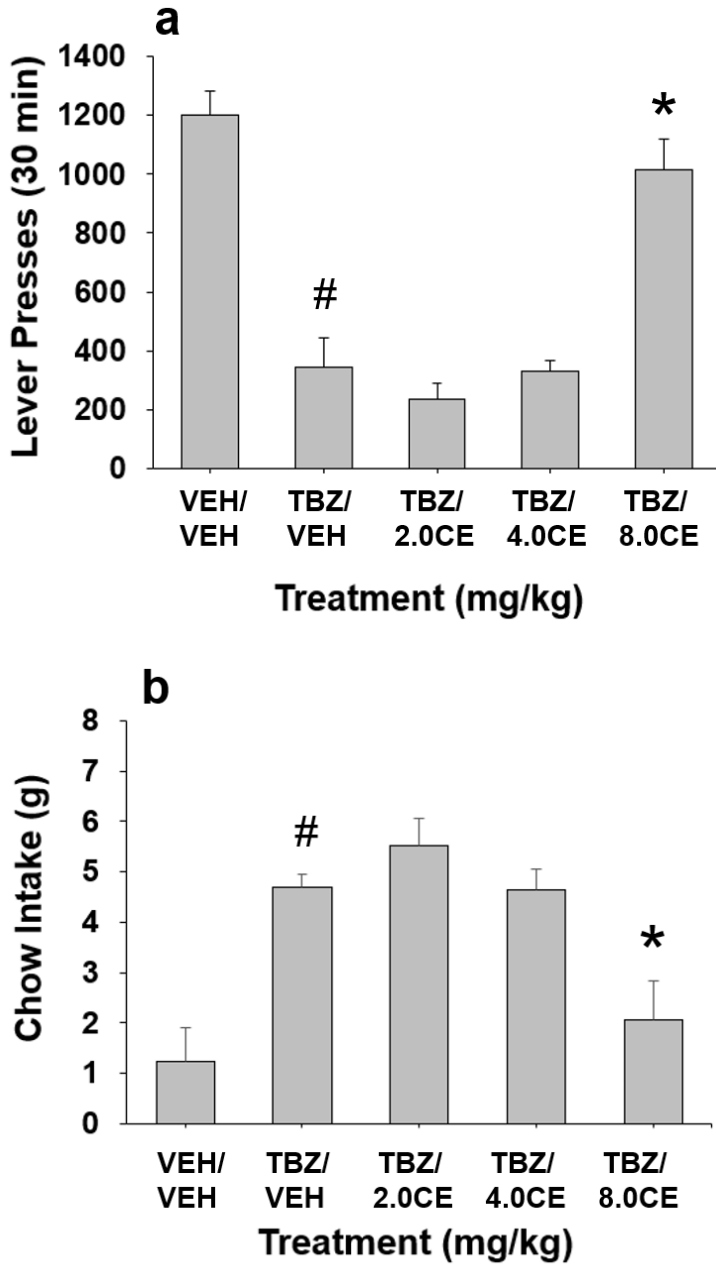 a
Lever Presses (30 min)
1400
1200
1000
800
600
400
200
0
#
*
VEH/ TBZ/ TBZ/ TBZ/ TBZ/
VEH VEH 2.0CE 4.0CE 8.0CE
Treatment (mg/kg)
b
Chow Intake (g)
8
7
6
5
4
3
2
1
0
#
*
VEH/ TBZ/ TBZ/ TBZ/ TBZ/
VEH VEH 2.0CE 4.0CE 8.0CE
Treatment (mg/kg)